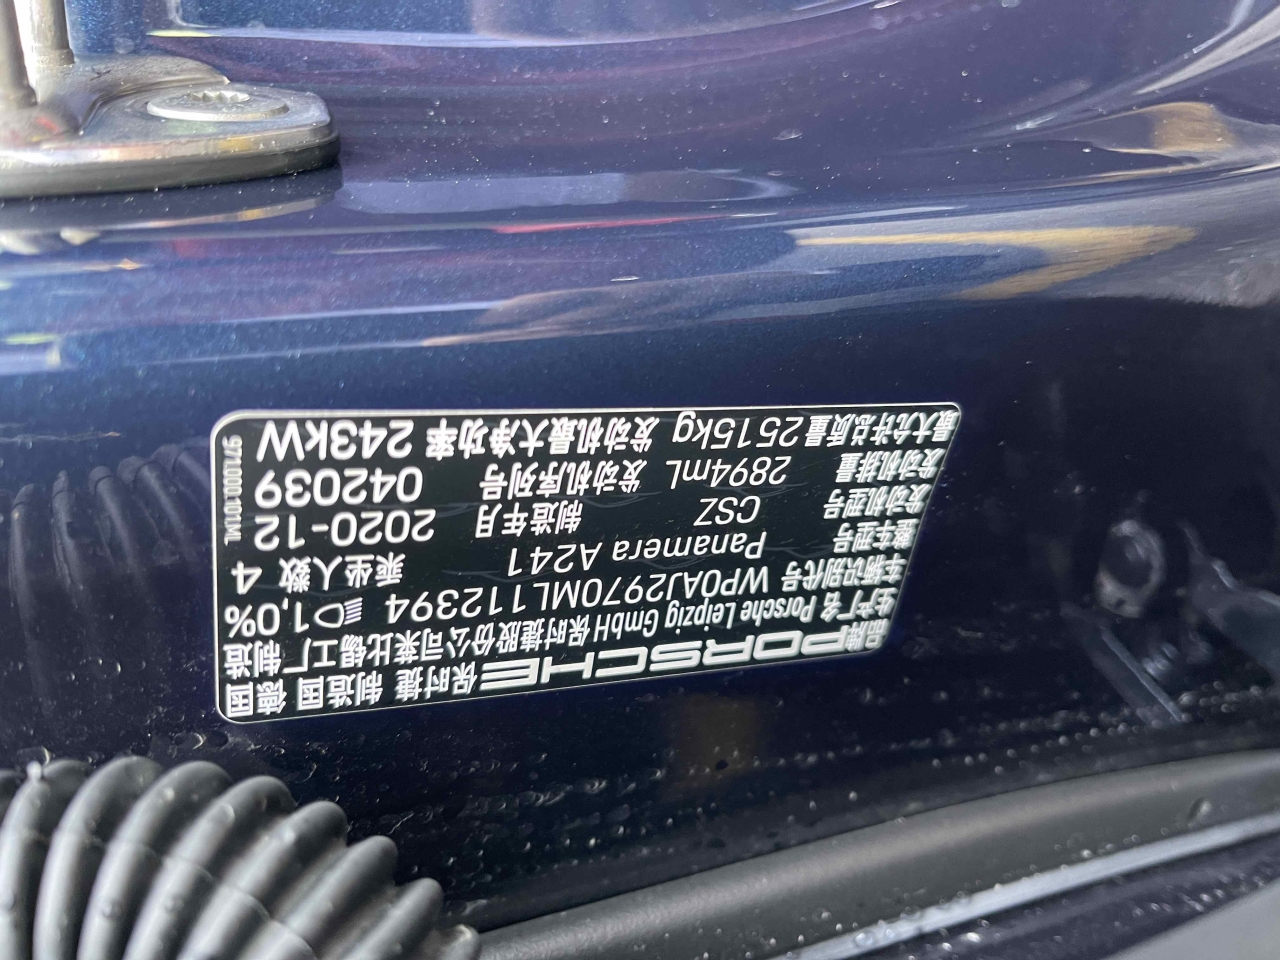 品牌 PORSCHE 保时捷 制造国 德国
生产厂名 Porsche Leipzig GmbH 保时捷股份公司莱比锡工厂制造
车辆识别代号 WP0AJ2970ML112394 1,0%
整车型号 Panamera A241 乘坐人数 4
发动机型号 CSZ 制造年月 2020-12
发动机排量 2894mL 发动机序列号 042039
最大允许总质量 2515kg 发动机最大净功率 243kW